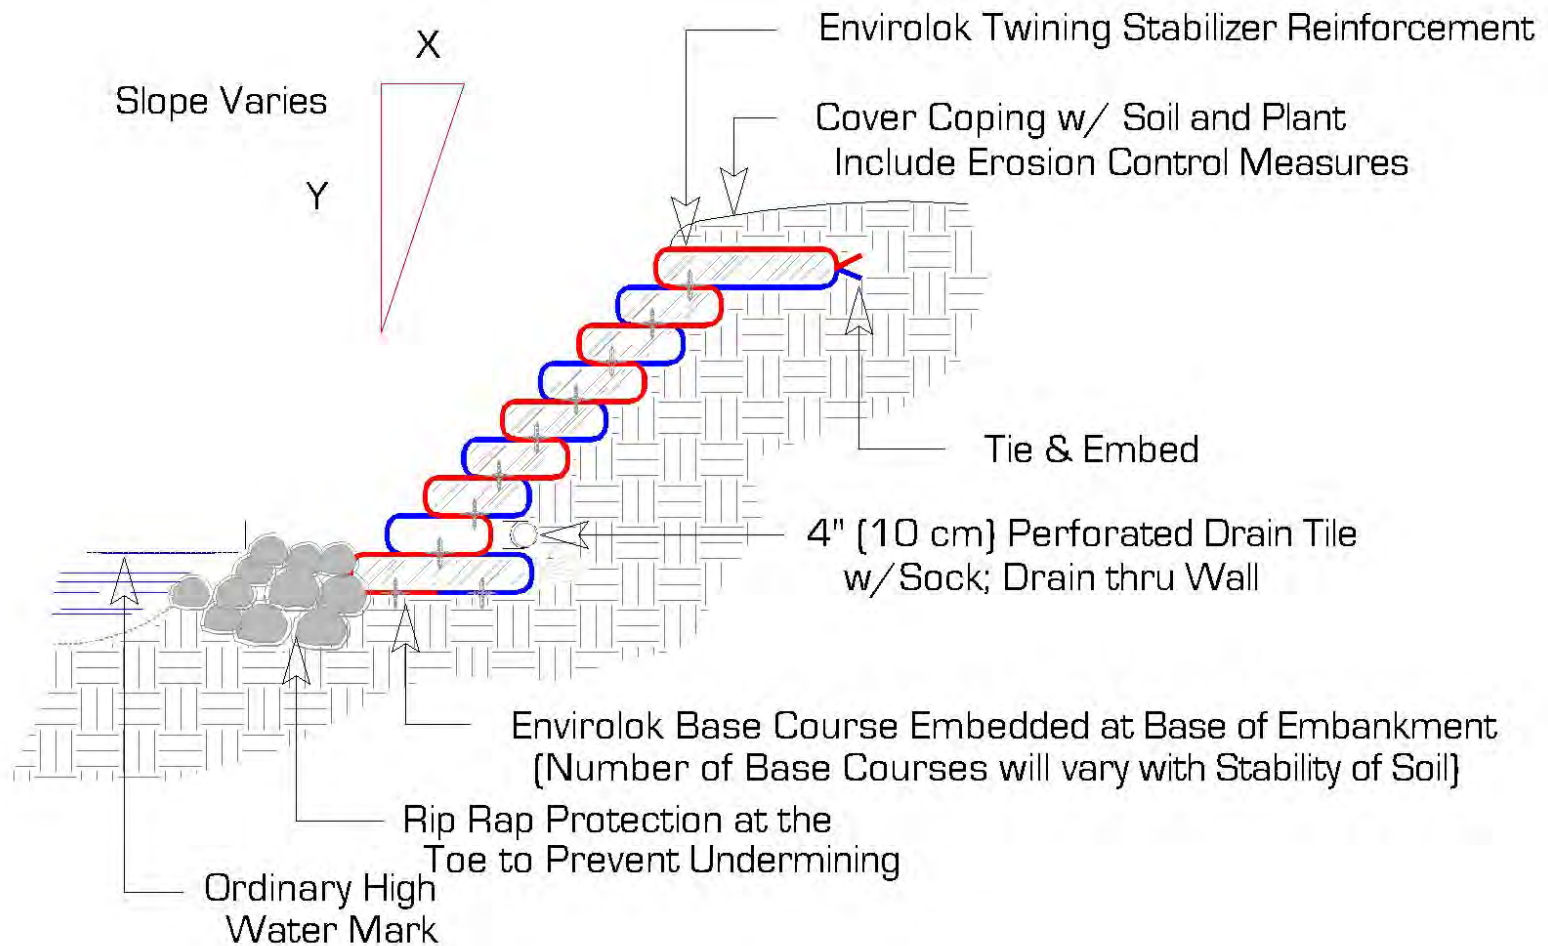 Envirolok Twining Stabilizer Reinforcement
X
Slope Varies
Cover Coping w/ Soil and Plant
Include Erosion Control Measures
Y
Tie & Embed
4" (10 cm) Perforated Drain Tile
w/Sock; Drain thru Wall
Envirolok Base Course Embedded at Base of Embankment
(Number of Base Courses will vary with Stability of Soil)
Rip Rap Protection at the
Toe to Prevent Undermining
Ordinary High
Water Mark